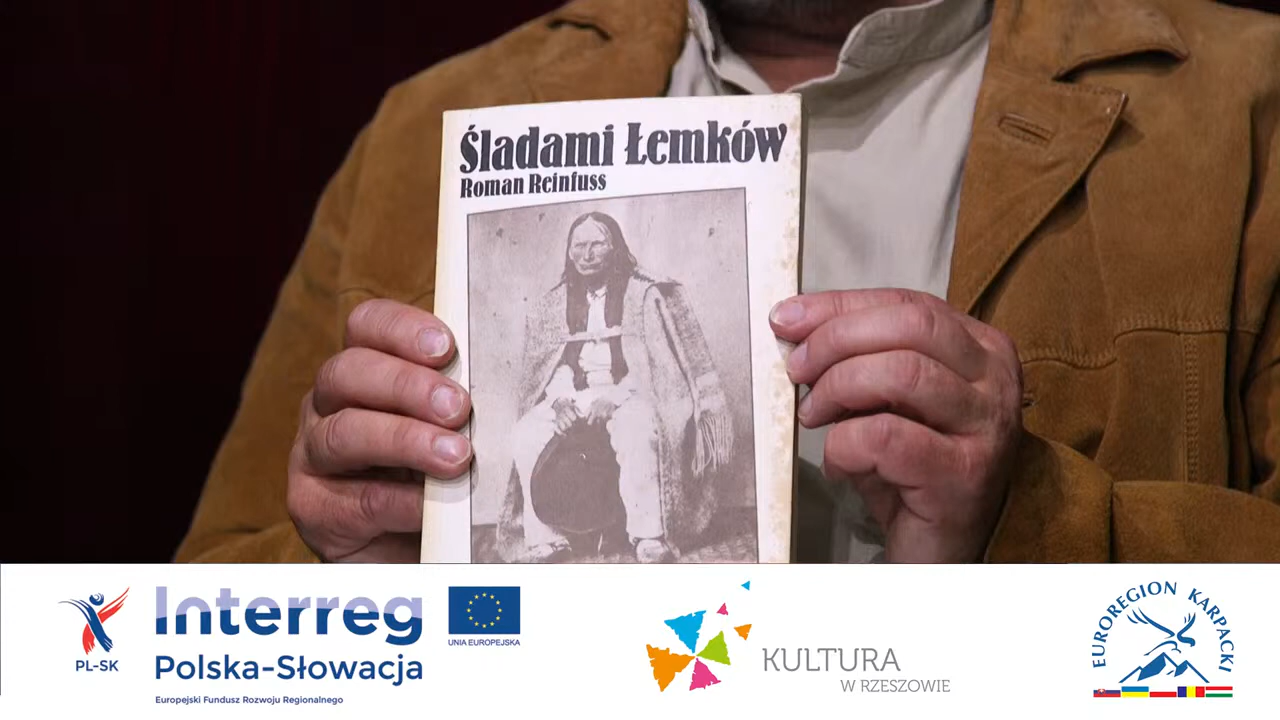 Śladami Łemków
Roman Reinfuss
PL-SK
Interreg
Polska-Słowacja
Europejski Fundusz Rozwoju Regionalnego
UNIA EUROPEJSKA
KULTURA
W RZESZOWIE
EUROREGION KARPACKI